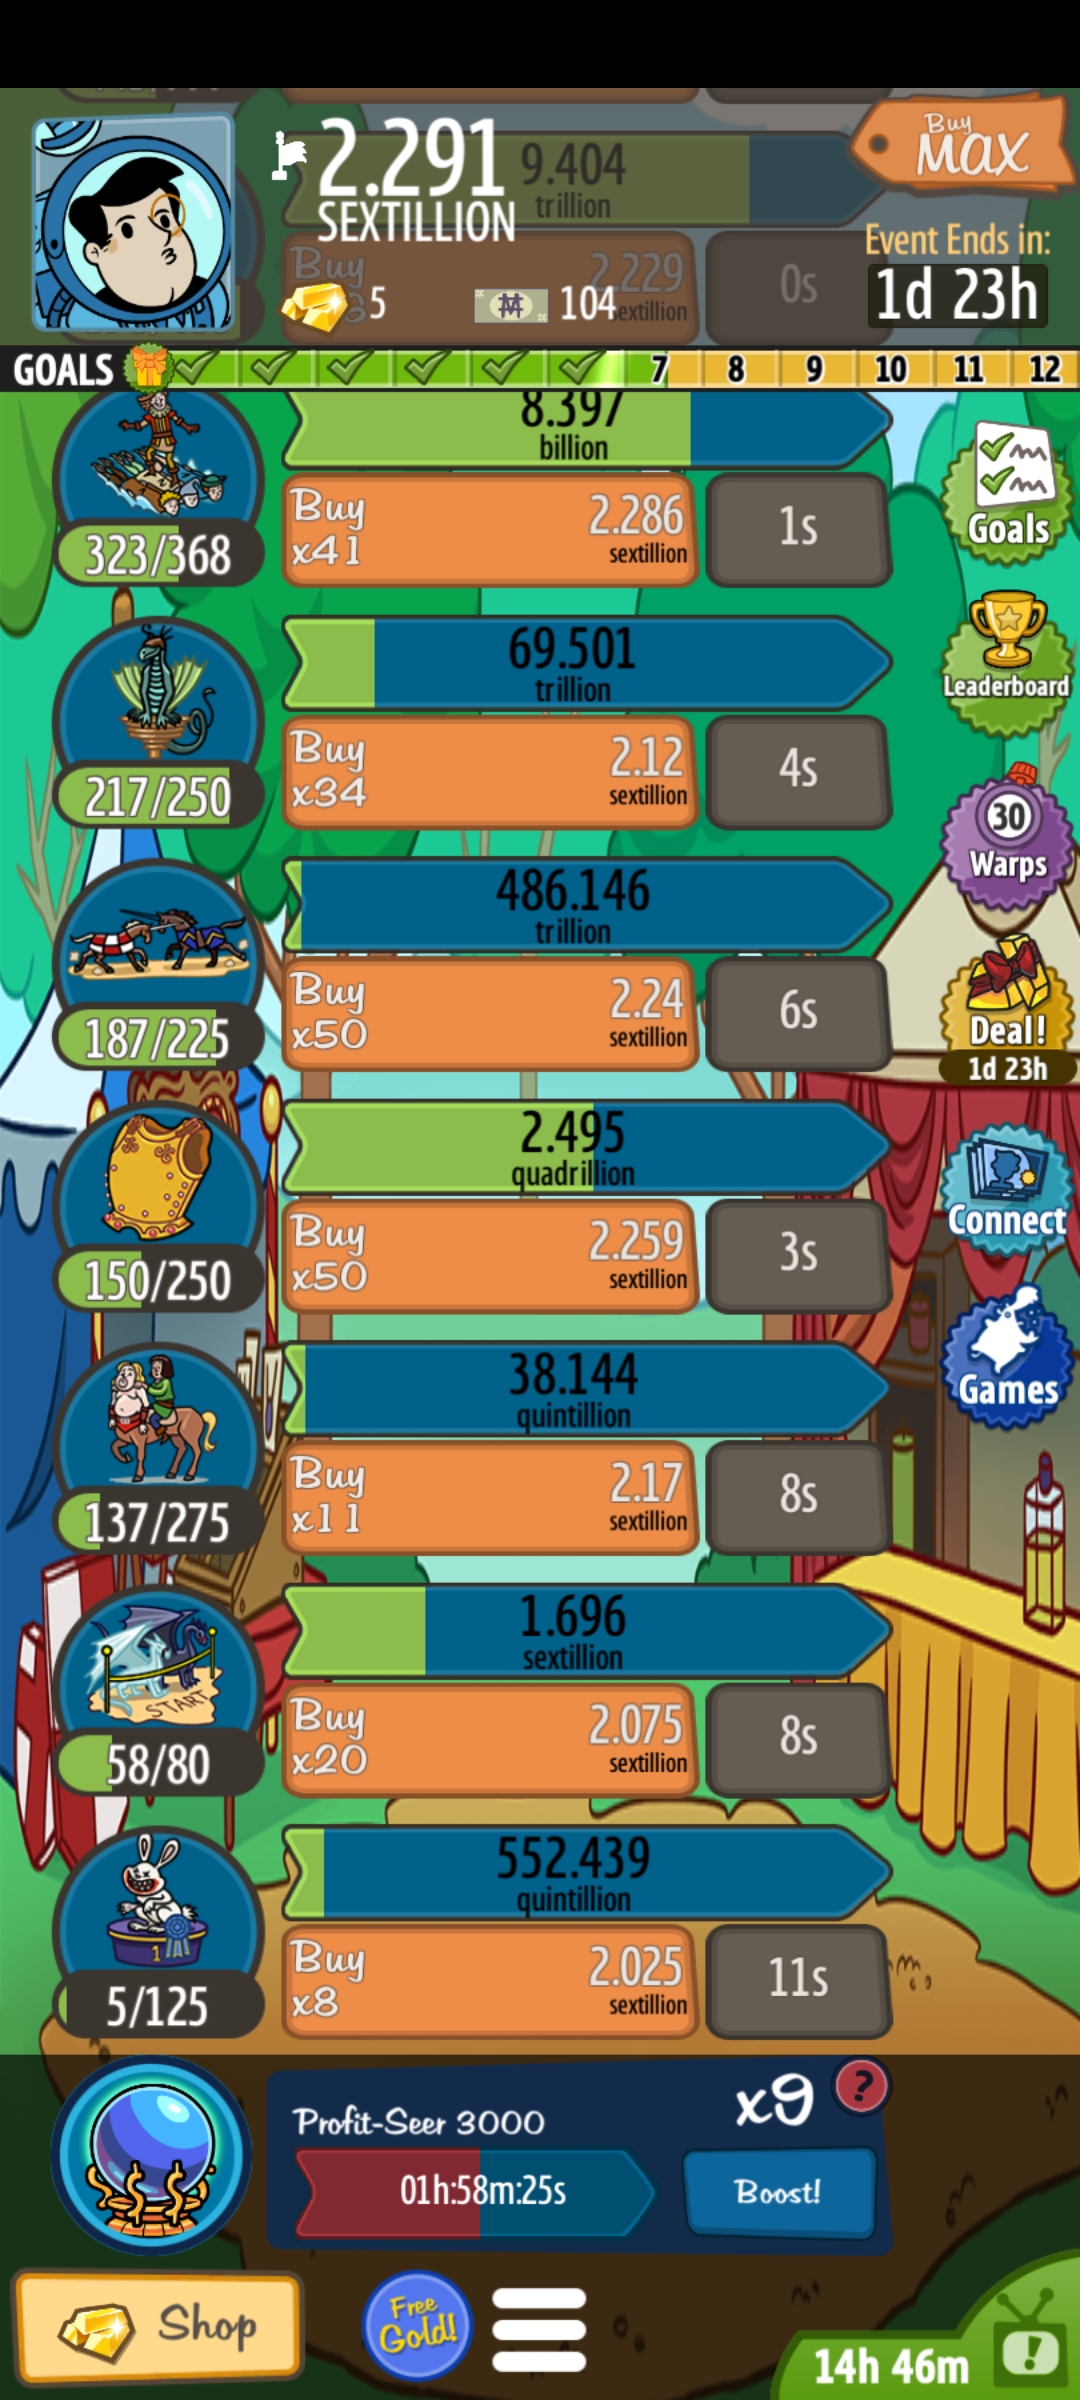 2.291
SEXTILLION
9.404
trillion
Buy
MAX
Buy
2.229
sextillion
0s
5
104
Event Ends in:
1d 23h
GOALS
7 8 9 10 11 12
8.397
billion
323/368
Buy
x41
2.286
sextillion
1s
Goals
69.501
trillion
Leaderboard
217/250
Buy
x34
2.12
sextillion
4s
30
Warps
486.146
trillion
187/225
Buy
x50
2.24
sextillion
6s
Deal!
1d 23h
2.495
quadrillion
Connect
150/250
Buy
x50
2.259
sextillion
3s
38.144
quintillion
Games
137/275
Buy
x11
2.17
sextillion
8s
1.696
sextillion
START
58/80
Buy
x20
2.075
sextillion
8s
552.439
quintillion
1
5/125
Buy
x8
2.025
sextillion
11s
Profit-Seer 3000
x9
?
01h:58m:25s
Boost!
Shop
Free
Gold!
14h 46m
!